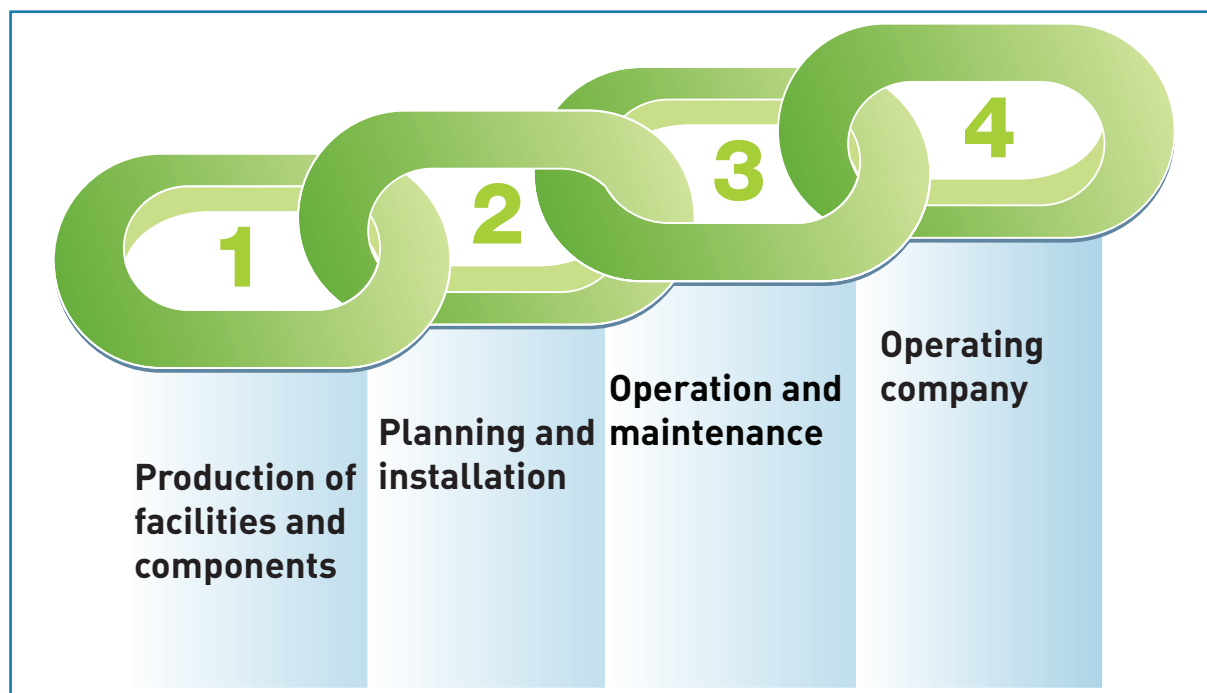 1
2
3
4
Production of
facilities and
components
Planning and
installation
Operation and
maintenance
Operating
company